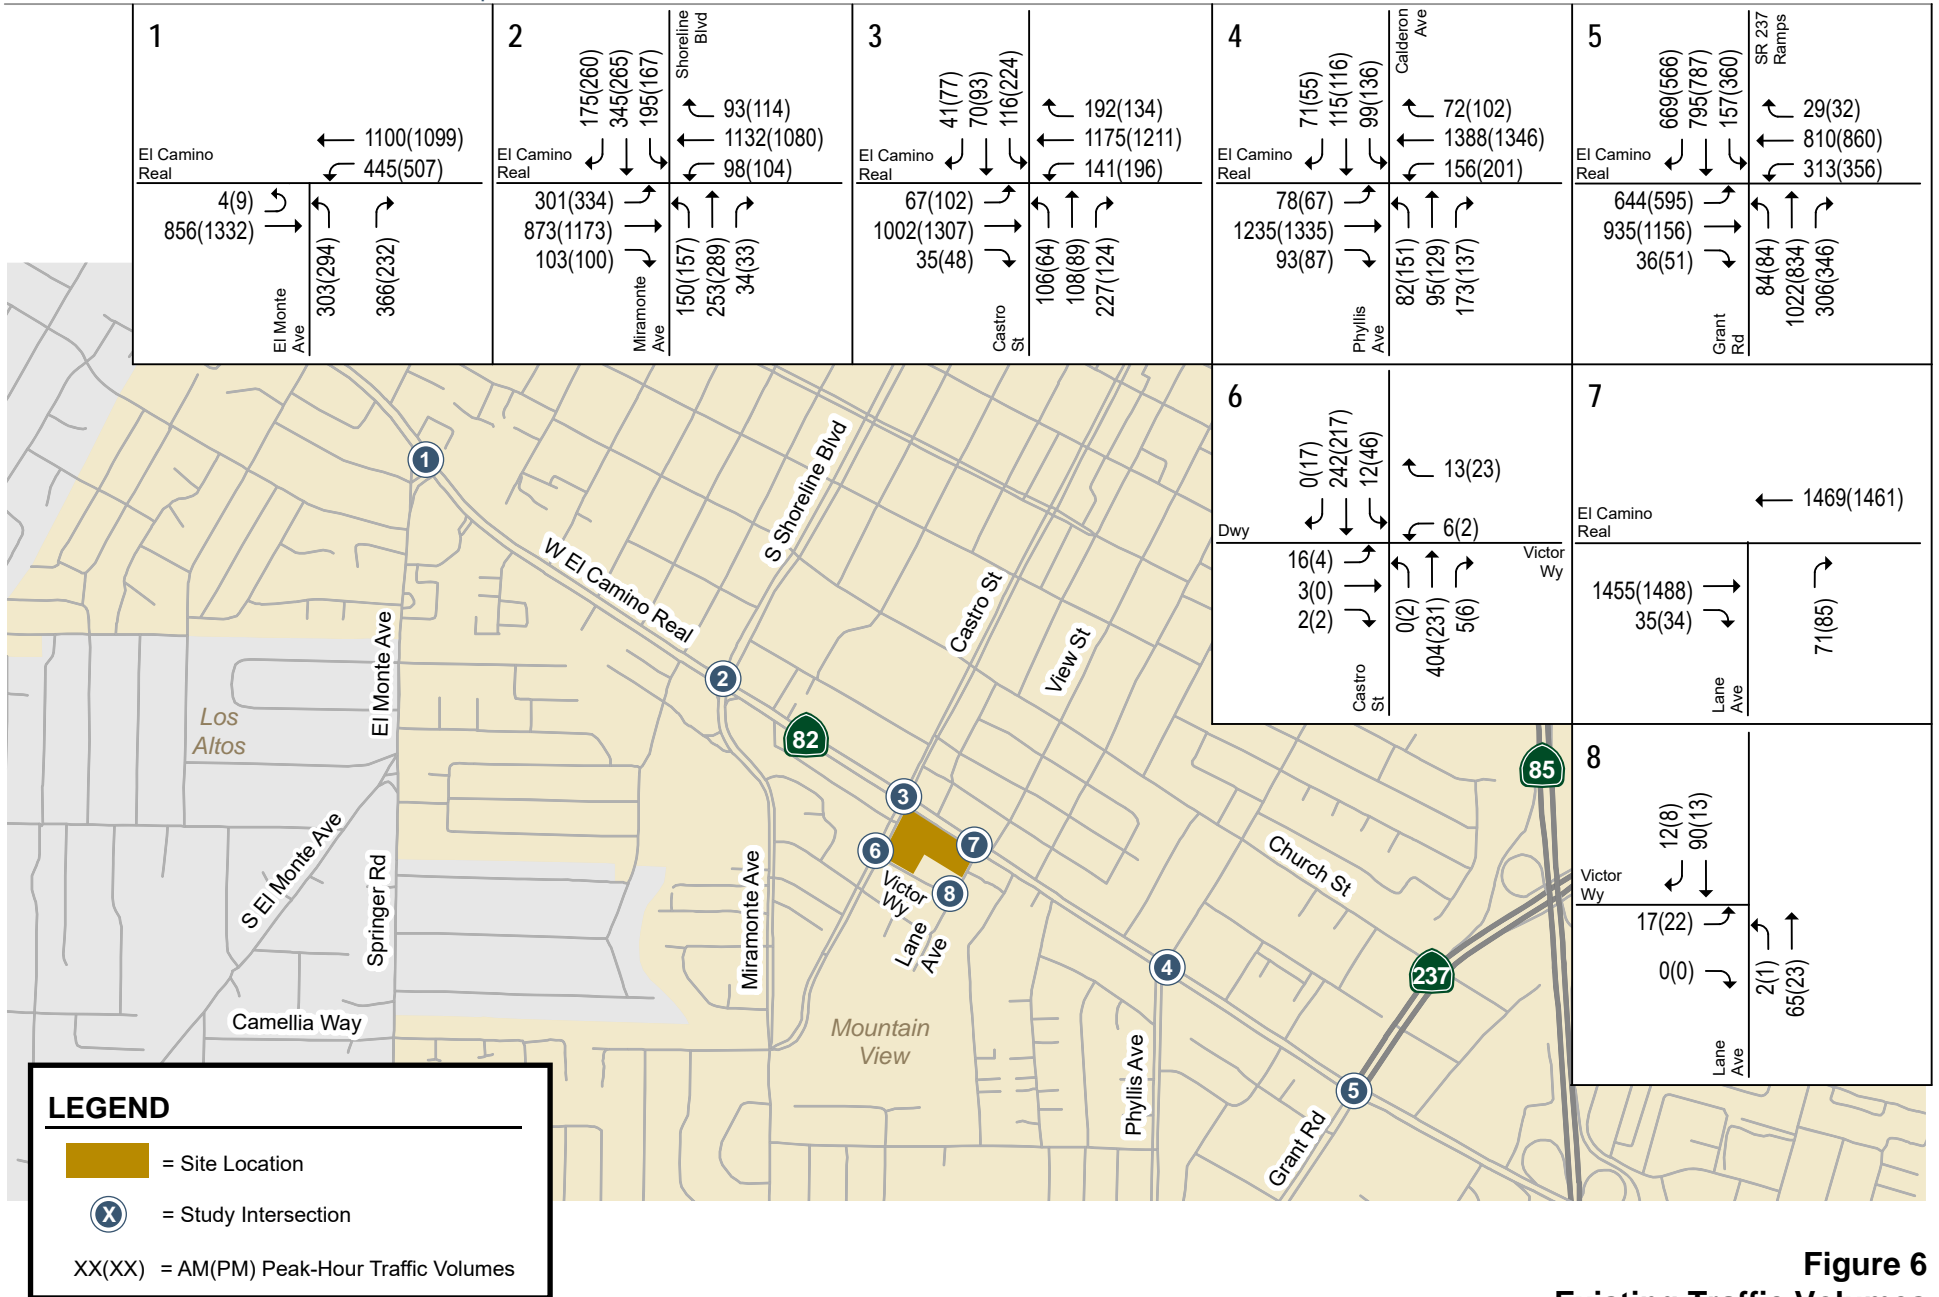 1
1100(1099)
445(507)
El Camino
Real
4(9)
856(1332)
303(294)
366(232)
El Monte
Ave
2
175(260)
345(265)
195(167)
Shoreline
Blvd
93(114)
1132(1080)
98(104)
El Camino
Real
301(334)
873(1173)
103(100)
150(157)
253(289)
34(33)
Miramonte
Ave
3
41(77)
70(93)
116(224)
192(134)
1175(1211)
141(196)
El Camino
Real
67(102)
1002(1307)
35(48)
106(64)
108(89)
227(124)
Castro
St
4
71(55)
115(116)
99(136)
Calderon
Ave
72(102)
1388(1346)
156(201)
El Camino
Real
78(67)
1235(1335)
93(87)
82(151)
95(129)
173(137)
Phyllis
Ave
5
669(566)
795(787)
157(360)
SR 237
Ramps
29(32)
810(860)
313(356)
El Camino
Real
644(595)
935(1156)
36(51)
84(84)
1022(834)
306(346)
Grant
Rd
6
0(17)
242(217)
12(46)
13(23)
6(2)
Dwy
Victor
Wy
16(4)
3(0)
2(2)
0(2)
404(231)
5(6)
Castro
St
7
1469(1461)
El Camino
Real
1455(1488)
35(34)
71(85)
Lane
Ave
8
12(8)
90(13)
Victor
Wy
17(22)
0(0)
2(1)
65(23)
Lane
Ave
1
2
3
4
5
6
7
8
82
85
237
W El Camino Real
S Shoreline Blvd
Castro St
View St
Church St
El Monte Ave
S El Monte Ave
Springer Rd
Miramonte Ave
Victor
Wy
Lane
Ave
Phyllis Ave
Grant Rd
Camellia Way
Los
Altos
Mountain
View
LEGEND
= Site Location
X = Study Intersection
XX(XX) = AM(PM) Peak-Hour Traffic Volumes
Figure 6
Existing Traffic Volumes